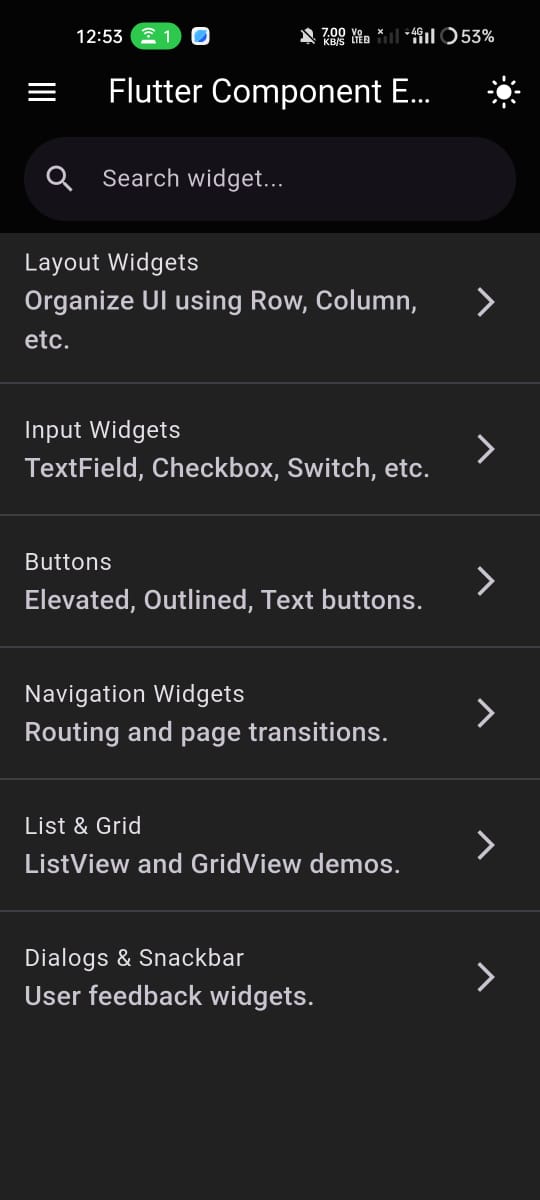 12:53 1 7.00 KB/S Vo LTE 2 4G 53%
Flutter Component E...
Search widget...
Layout Widgets
Organize UI using Row, Column,
etc.
Input Widgets
TextField, Checkbox, Switch, etc.
Buttons
Elevated, Outlined, Text buttons.
Navigation Widgets
Routing and page transitions.
List & Grid
ListView and GridView demos.
Dialogs & Snackbar
User feedback widgets.